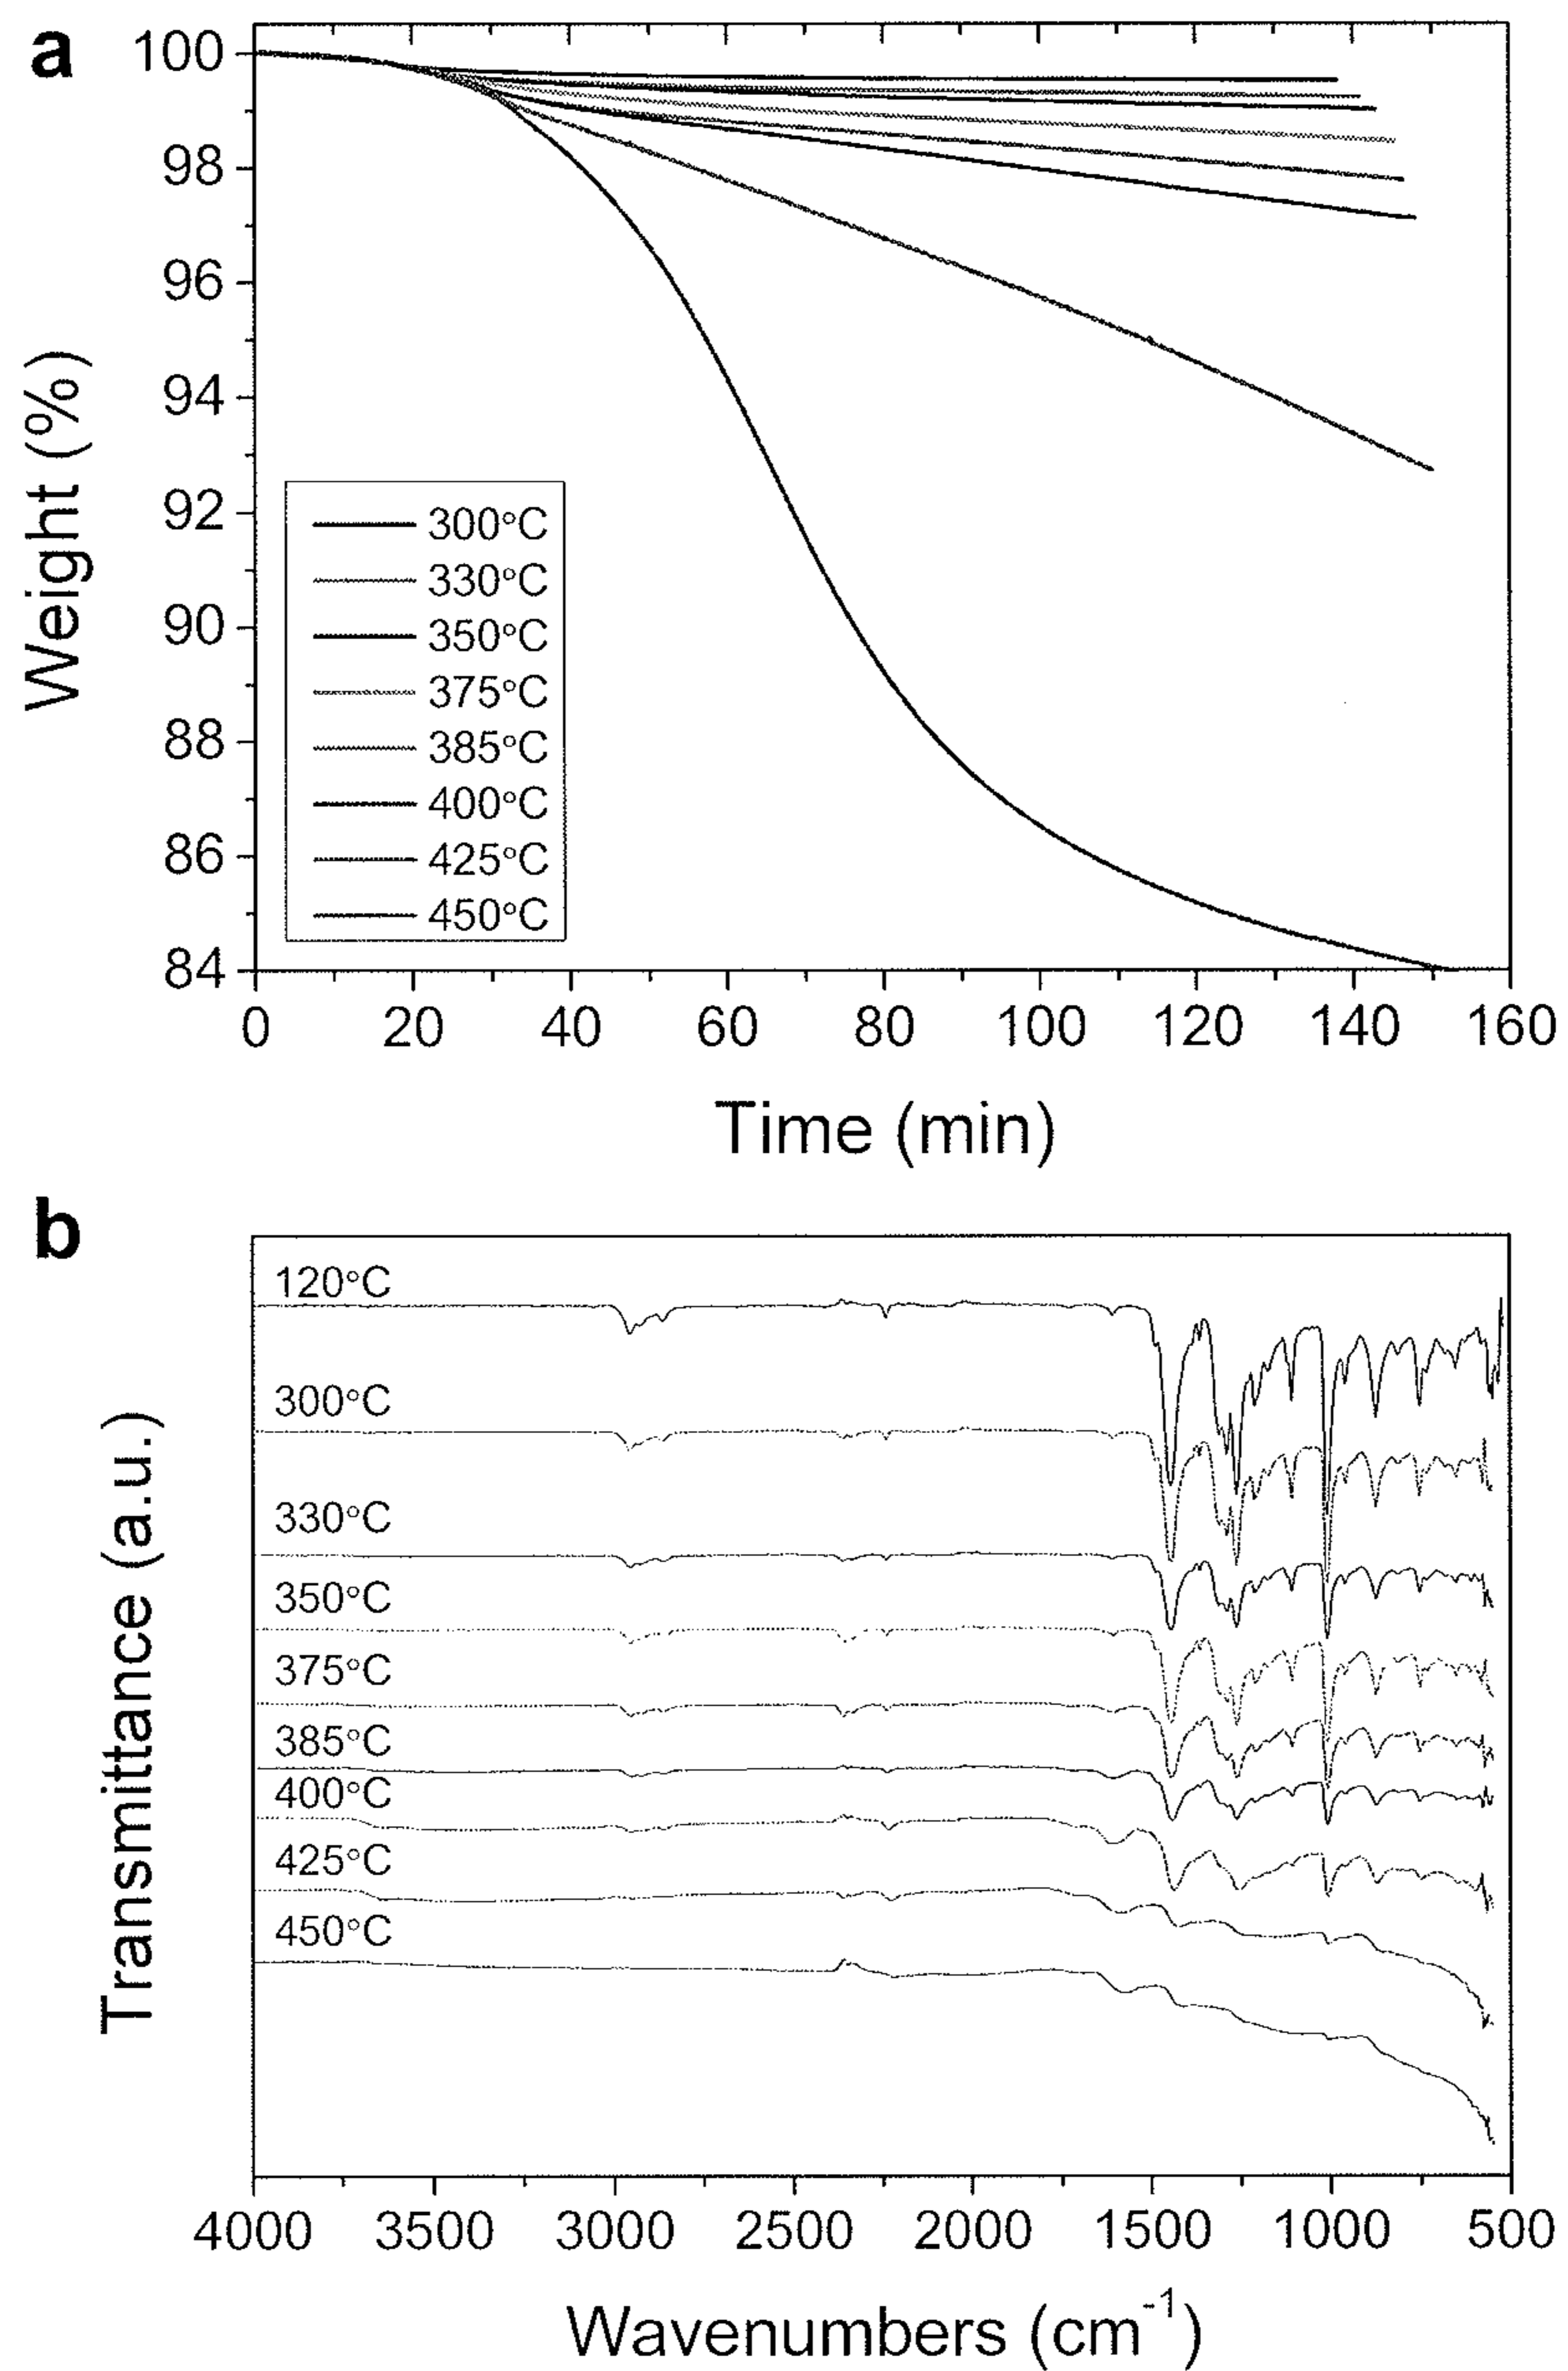 a
100
98
96
94
92
90
88
86
84
Weight (%)
300°C
330°C
350°C
375°C
385°C
400°C
425°C
450°C
0 20 40 60 80 100 120 140 160
Time (min)
b
120°C
300°C
330°C
350°C
375°C
385°C
400°C
425°C
450°C
Transmittance (a.u.)
4000 3500 3000 2500 2000 1500 1000 500
Wavenumbers (cm⁻¹)